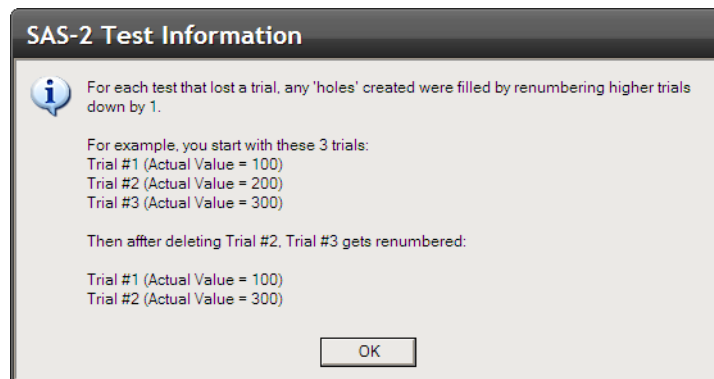 SAS-2 Test Information
For each test that lost a trial, any 'holes' created were filled by renumbering higher trials
down by 1.
For example, you start with these 3 trials:
Trial #1 (Actual Value = 100)
Trial #2 (Actual Value = 200)
Trial #3 (Actual Value = 300)
Then affter deleting Trial #2, Trial #3 gets renumbered:
Trial #1 (Actual Value = 100)
Trial #2 (Actual Value = 300)
OK